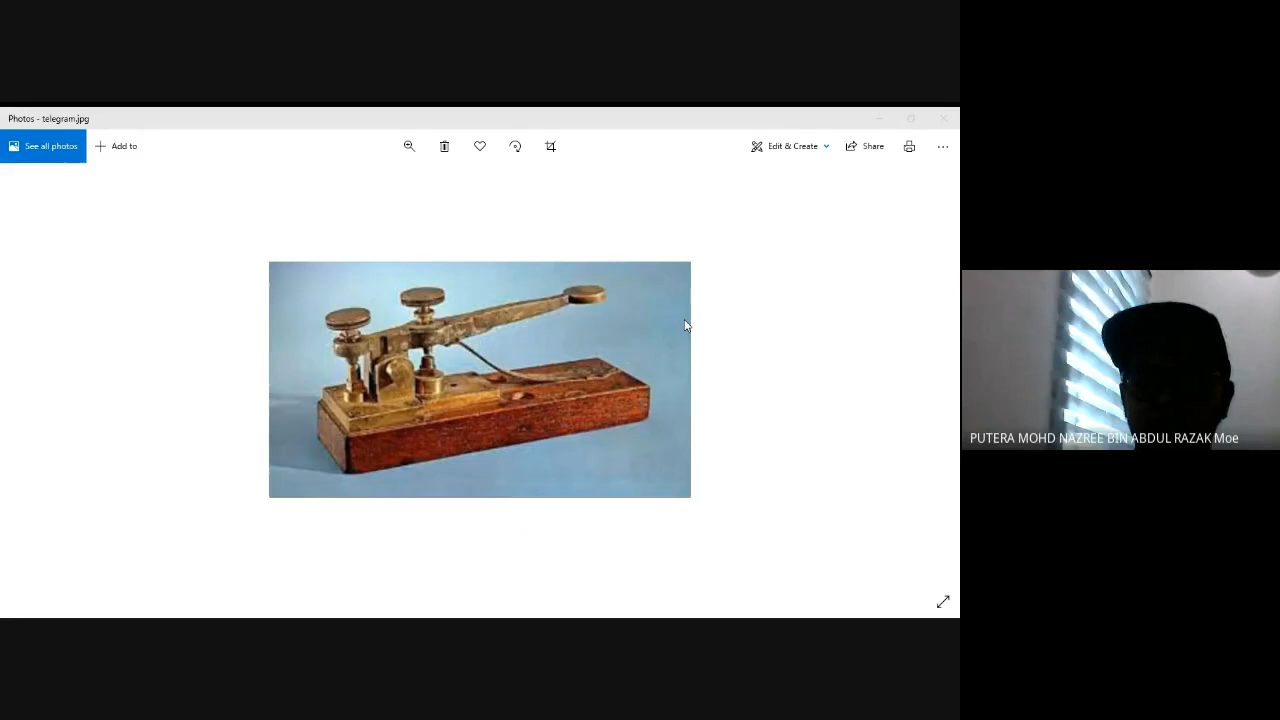 Photos - telegram.jpg
See all photos
Add to
Edit & Create
Share
PUTERA MOHD NAZREE BIN ABDUL RAZAK Moe